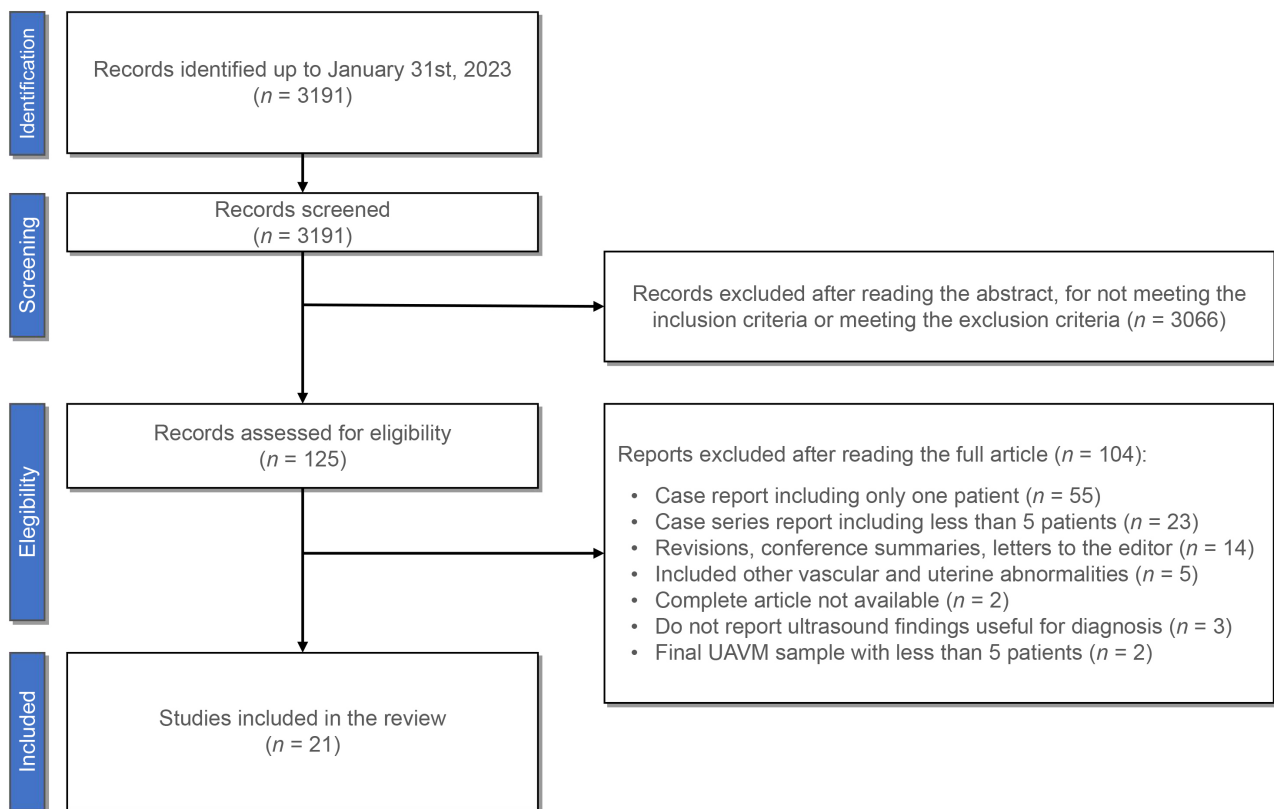 Identification
Records identified up to January 31st, 2023
(n = 3191)
Screening
Records screened
(n = 3191)
Records excluded after reading the abstract, for not meeting the
inclusion criteria or meeting the exclusion criteria (n = 3066)
Elegibility
Records assessed for eligibility
(n = 125)
Reports excluded after reading the full article (n = 104):
• Case report including only one patient (n = 55)
• Case series report including less than 5 patients (n = 23)
• Revisions, conference summaries, letters to the editor (n = 14)
• Included other vascular and uterine abnormalities (n = 5)
• Complete article not available (n = 2)
• Do not report ultrasound findings useful for diagnosis (n = 3)
• Final UAVM sample with less than 5 patients (n = 2)
Included
Studies included in the review
(n = 21)